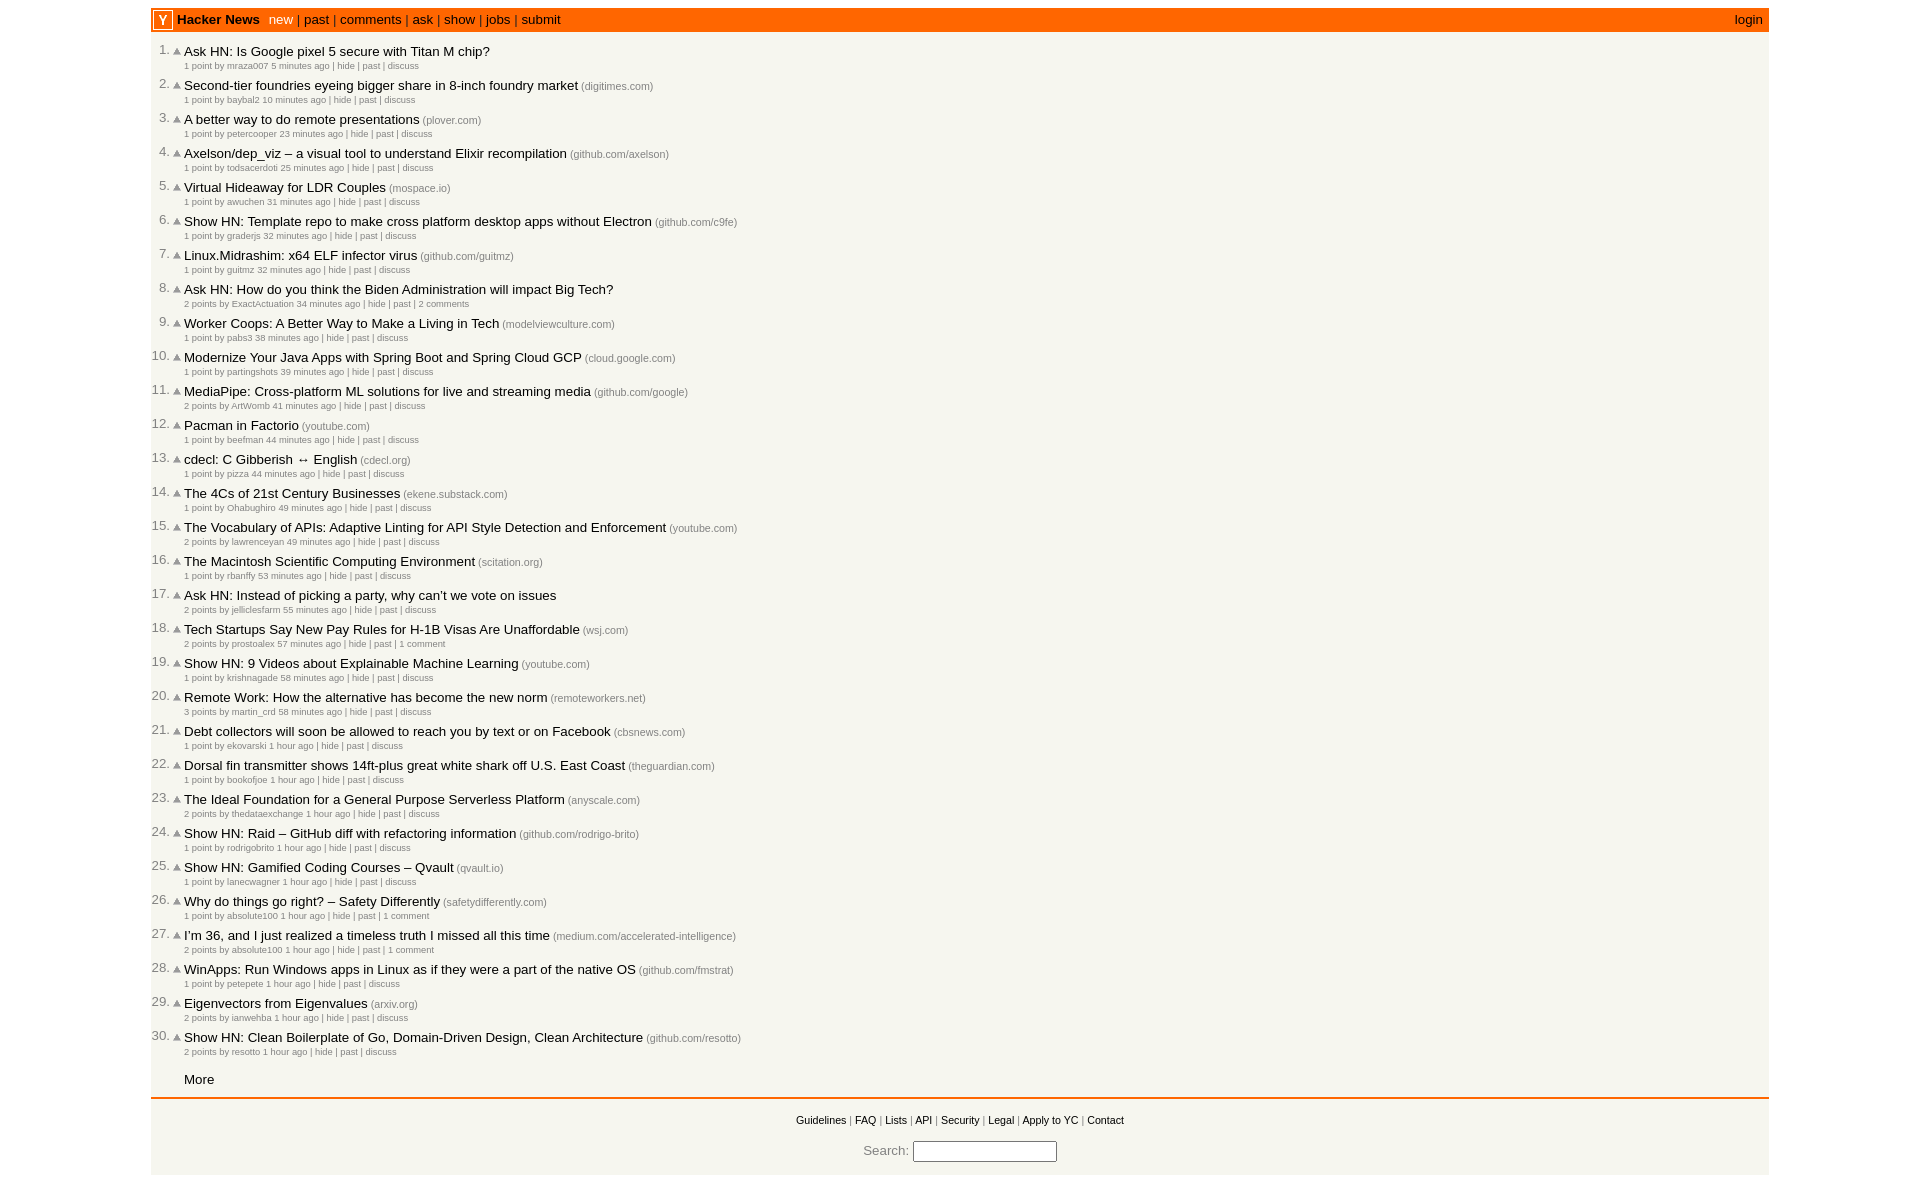 Y Hacker News new | past | comments | ask | show | jobs | submit login
1. Ask HN: Is Google pixel 5 secure with Titan M chip?
1 point by mraza007 5 minutes ago | hide | past | discuss
2. Second-tier foundries eyeing bigger share in 8-inch foundry market (digitimes.com)
1 point by baybal2 10 minutes ago | hide | past | discuss
3. A better way to do remote presentations (plover.com)
1 point by petercooper 23 minutes ago | hide | past | discuss
4. Axelson/dep_viz – a visual tool to understand Elixir recompilation (github.com/axelson)
1 point by todsacerdoti 25 minutes ago | hide | past | discuss
5. Virtual Hideaway for LDR Couples (mospace.io)
1 point by awuchen 31 minutes ago | hide | past | discuss
6. Show HN: Template repo to make cross platform desktop apps without Electron (github.com/c9fe)
1 point by graderjs 32 minutes ago | hide | past | discuss
7. Linux.Midrashim: x64 ELF infector virus (github.com/guitmz)
1 point by guitmz 32 minutes ago | hide | past | discuss
8. Ask HN: How do you think the Biden Administration will impact Big Tech?
2 points by ExactActuation 34 minutes ago | hide | past | 2 comments
9. Worker Coops: A Better Way to Make a Living in Tech (modelviewculture.com)
1 point by pabs3 38 minutes ago | hide | past | discuss
10. Modernize Your Java Apps with Spring Boot and Spring Cloud GCP (cloud.google.com)
1 point by partingshots 39 minutes ago | hide | past | discuss
11. MediaPipe: Cross-platform ML solutions for live and streaming media (github.com/google)
2 points by ArtWomb 41 minutes ago | hide | past | discuss
12. Pacman in Factorio (youtube.com)
1 point by beefman 44 minutes ago | hide | past | discuss
13. cdecl: C Gibberish ↔ English (cdecl.org)
1 point by pizza 44 minutes ago | hide | past | discuss
14. The 4Cs of 21st Century Businesses (ekene.substack.com)
1 point by Ohabughiro 49 minutes ago | hide | past | discuss
15. The Vocabulary of APIs: Adaptive Linting for API Style Detection and Enforcement (youtube.com)
2 points by lawrenceyan 49 minutes ago | hide | past | discuss
16. The Macintosh Scientific Computing Environment (scitation.org)
1 point by rbanffy 53 minutes ago | hide | past | discuss
17. Ask HN: Instead of picking a party, why can’t we vote on issues
2 points by jelliclesfarm 55 minutes ago | hide | past | discuss
18. Tech Startups Say New Pay Rules for H-1B Visas Are Unaffordable (wsj.com)
2 points by prostoalex 57 minutes ago | hide | past | 1 comment
19. Show HN: 9 Videos about Explainable Machine Learning (youtube.com)
1 point by krishnagade 58 minutes ago | hide | past | discuss
20. Remote Work: How the alternative has become the new norm (remoteworkers.net)
3 points by martin_crd 58 minutes ago | hide | past | discuss
21. Debt collectors will soon be allowed to reach you by text or on Facebook (cbsnews.com)
1 point by ekovarski 1 hour ago | hide | past | discuss
22. Dorsal fin transmitter shows 14ft-plus great white shark off U.S. East Coast (theguardian.com)
1 point by bookofjoe 1 hour ago | hide | past | discuss
23. The Ideal Foundation for a General Purpose Serverless Platform (anyscale.com)
2 points by thedataexchange 1 hour ago | hide | past | discuss
24. Show HN: Raid – GitHub diff with refactoring information (github.com/rodrigo-brito)
1 point by rodrigobrito 1 hour ago | hide | past | discuss
25. Show HN: Gamified Coding Courses – Qvault (qvault.io)
1 point by lanecwagner 1 hour ago | hide | past | discuss
26. Why do things go right? – Safety Differently (safetydifferently.com)
1 point by absolute100 1 hour ago | hide | past | 1 comment
27. I’m 36, and I just realized a timeless truth I missed all this time (medium.com/accelerated-intelligence)
2 points by absolute100 1 hour ago | hide | past | 1 comment
28. WinApps: Run Windows apps in Linux as if they were a part of the native OS (github.com/fmstrat)
1 point by petepete 1 hour ago | hide | past | discuss
29. Eigenvectors from Eigenvalues (arxiv.org)
2 points by ianwehba 1 hour ago | hide | past | discuss
30. Show HN: Clean Boilerplate of Go, Domain-Driven Design, Clean Architecture (github.com/resotto)
2 points by resotto 1 hour ago | hide | past | discuss
More
Guidelines | FAQ | Lists | API | Security | Legal | Apply to YC | Contact
Search: